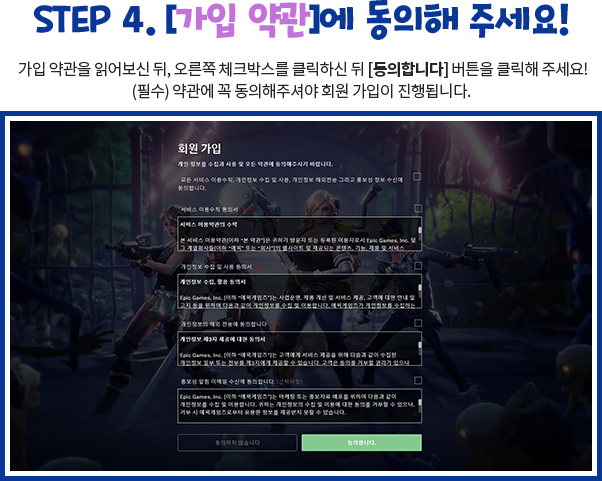 STEP 4. [가입 약관]에 동의해 주세요!
가입 약관을 읽어보신 뒤, 오른쪽 체크박스를 클릭하신 뒤 [동의합니다] 버튼을 클릭해 주세요!
(필수) 약관에 꼭 동의해주셔야 회원 가입이 진행됩니다.
회원 가입
개인 정보를 수집과 사용 및 모든 약관에 동의해주시기 바랍니다.
모든 서비스 이용수칙, 개인정보 수집 및 사용, 개인정보 해외전송 그리고 홍보성 정보 수신에
동의합니다.
서비스 이용수칙 동의서
서비스 이용약관의 수락
본 서비스 이용약관(이하 "본 약관")은 귀하가 방문자 또는 등록된 이용자로서 Epic Games, Inc. 및
그 계열회사들(이하 "에픽" 또는 "회사")의 웹사이트 및 제공되는 콘텐츠, 기능, 제품 및 서비스
개인정보 수집 및 사용 동의서
개인정보 수집, 활용 동의서
Epic Games, Inc. (이하 "에픽게임즈")는 사업운영, 제품 개선 및 서비스 제공, 고객에 대한 안내 및
고지 등을 위하여 다음과 같이 개인정보를 수집 및 이용합니다. 에픽게임즈가 개인정보를 수집하는
개인정보의 해외 전송에 동의합니다
개인정보 제3자 제공에 대한 동의서
Epic Games, Inc. (이하 "에픽게임즈")는 고객에게 서비스 제공을 위해 다음과 같이 수집된
개인정보 일부 또는 전부를 제3자에게 제공할 수 있습니다. 고객은 동의를 거부할 권리가 있으나
홍보성 알림 이메일 수신에 동의합니다. (선택사항)
Epic Games, Inc. (이하 "에픽게임즈")는 마케팅 또는 홍보자료 배포를 위하여 다음과 같이
개인정보를 수집 및 이용합니다. 귀하는 개인정보의 수집 및 이용에 대한 동의를 거부할 수 있으나,
거부 시 에픽게임즈로부터 유용한 정보를 제공받지 못할 수 있습니다.
동의하지 않습니다
동의합니다.